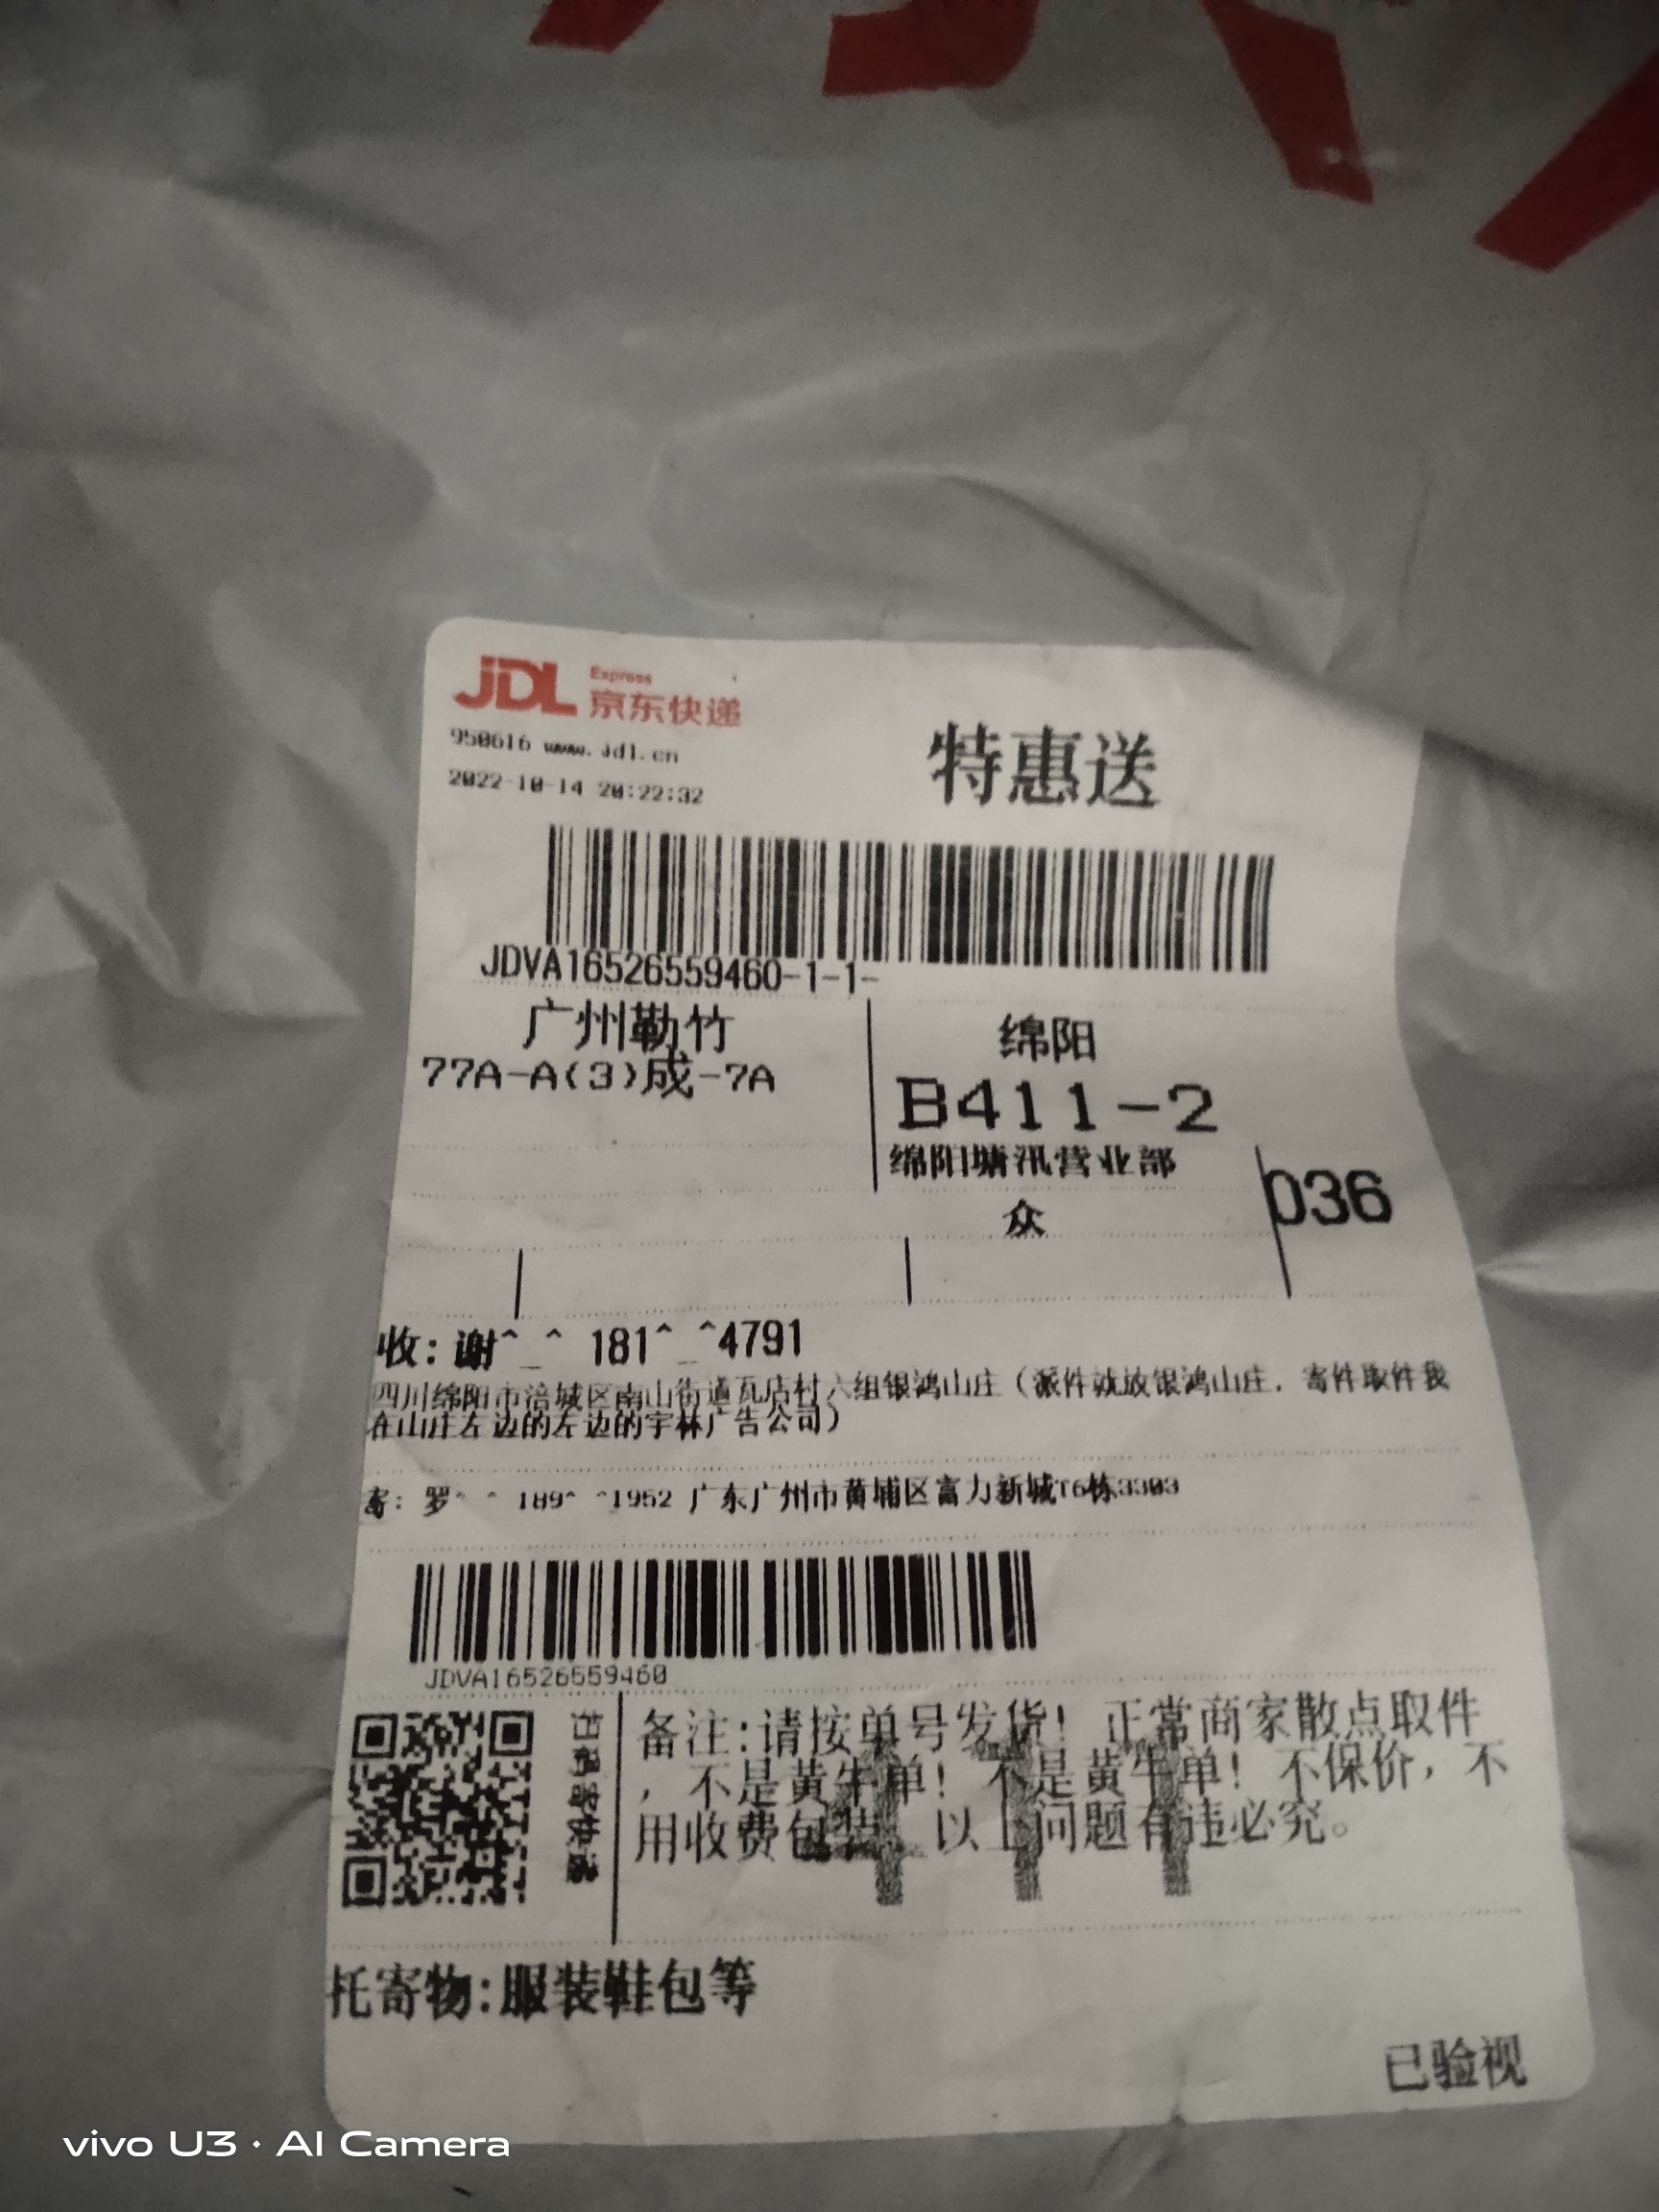 JDL Express
京东快递
950616 www.jdl.cn
2022-10-14 20:22:32
特惠送
JDVA16526559460-1-1-
广州勒竹
77A-A(3)成-7A
绵阳
B411-2
绵阳塘汛营业部
众
036
收: 谢^_^ 181^_^4791
四川绵阳市涪城区南山街道瓦店村六组银鸿山庄（派件就放银鸿山庄，寄件取件我
在山庄左边的左边的宇林广告公司）
寄: 罗^ ^ 189^ ^1952 广东广州市黄埔区富力新城T6栋3303
JDVA16526559460
扫码寄快递
备注:请按单号发货！正常商家散点取件
，不是黄牛单！不是黄牛单！不保价，不
用收费包装。以上问题有违必究。
411
托寄物:服装鞋包等
已验视
vivo U3 · AI Camera